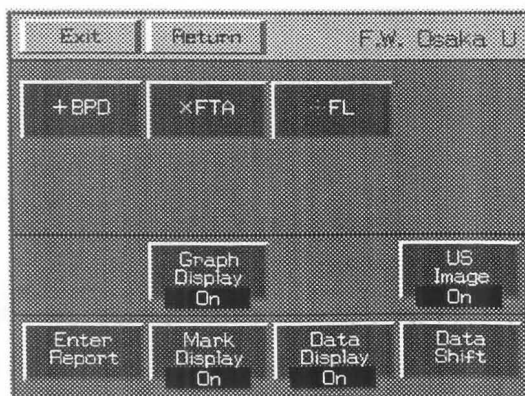 Exit Return F.W. Osaka U
+BPD ×FTA FL
Graph US
Display Image
On On
Enter Mark Data Data
Report Display Display Shift
On On